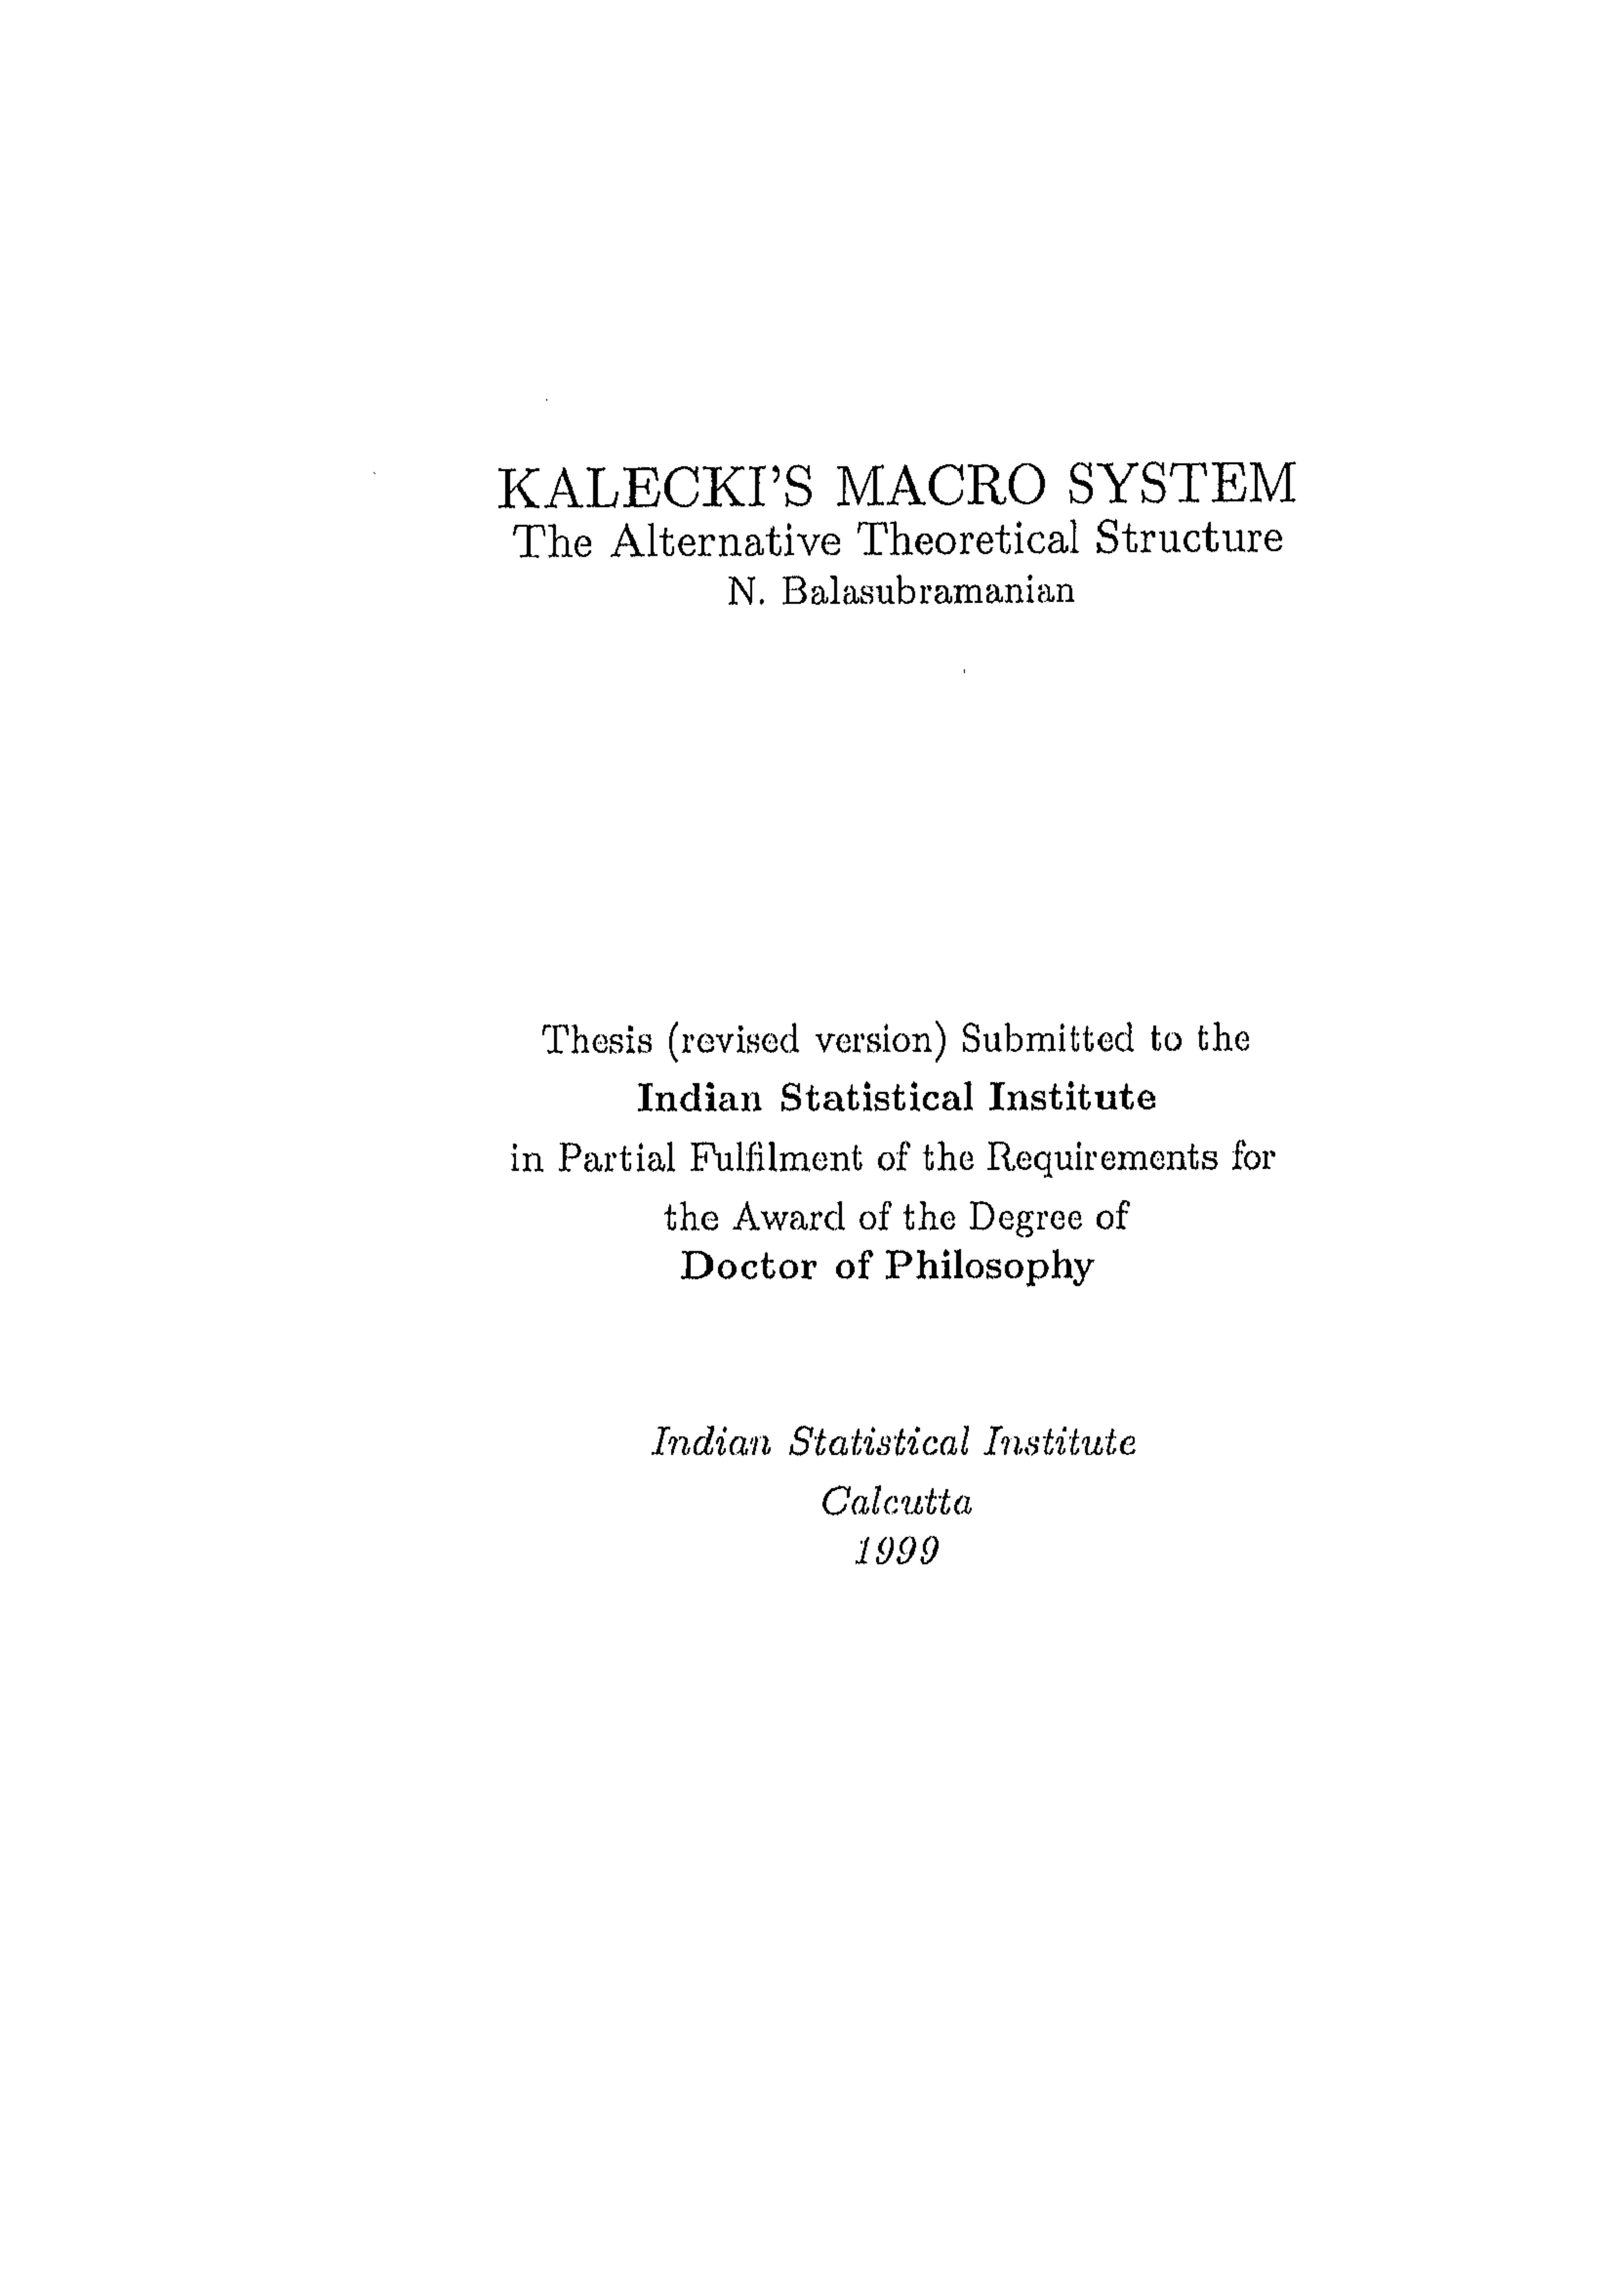 KALECKI'S MACRO SYSTEM
The Alternative Theoretical Structure
N. Balasubramanian
Thesis (revised version) Submitted to the
Indian Statistical Institute
in Partial Fulfilment of the Requirements for
the Award of the Degree of
Doctor of Philosophy
Indian Statistical Institute
Calcutta
1999